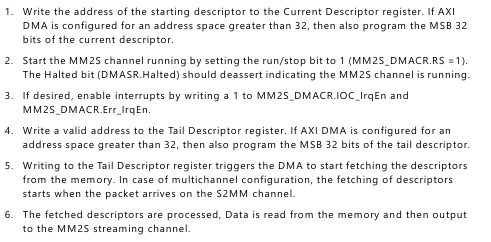 1. Write the address of the starting descriptor to the Current Descriptor register. If AXI
DMA is configured for an address space greater than 32, then also program the MSB 32
bits of the current descriptor.
2. Start the MM2S channel running by setting the run/stop bit to 1 (MM2S_DMACR.RS =1).
The Halted bit (DMASR.Halted) should deassert indicating the MM2S channel is running.
3. If desired, enable interrupts by writing a 1 to MM2S_DMACR.IOC_IrqEn and
MM2S_DMACR.Err_IrqEn.
4. Write a valid address to the Tail Descriptor register. If AXI DMA is configured for an
address space greater than 32, then also program the MSB 32 bits of the tail descriptor.
5. Writing to the Tail Descriptor register triggers the DMA to start fetching the descriptors
from the memory. In case of multichannel configuration, the fetching of descriptors
starts when the packet arrives on the S2MM channel.
6. The fetched descriptors are processed, Data is read from the memory and then output
to the MM2S streaming channel.